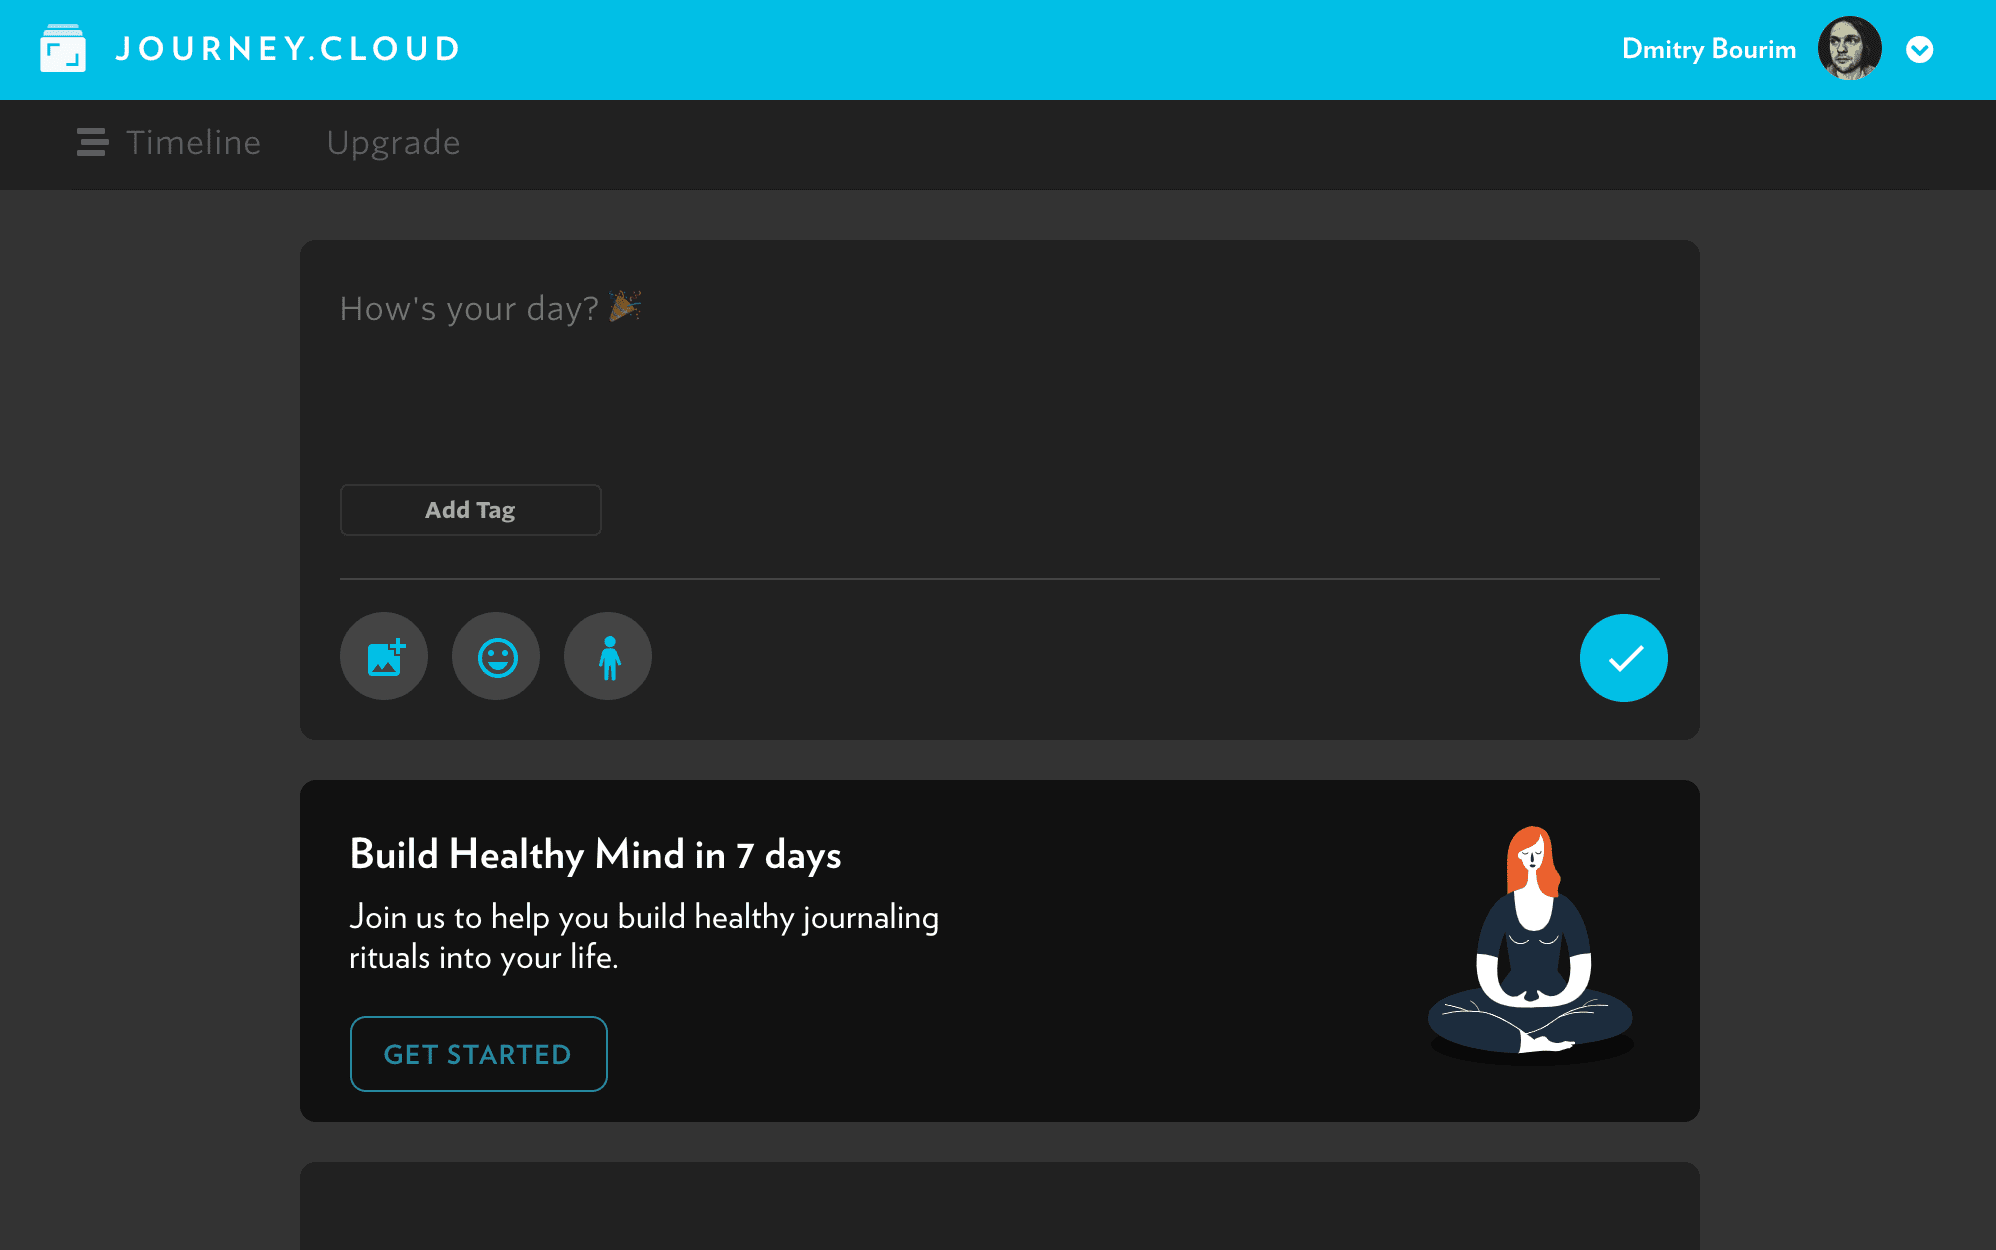 JOURNEY.CLOUD
Dmitry Bourim
Timeline
Upgrade
How's your day? 🎉
Add Tag
Build Healthy Mind in 7 days
Join us to help you build healthy journaling
rituals into your life.
GET STARTED